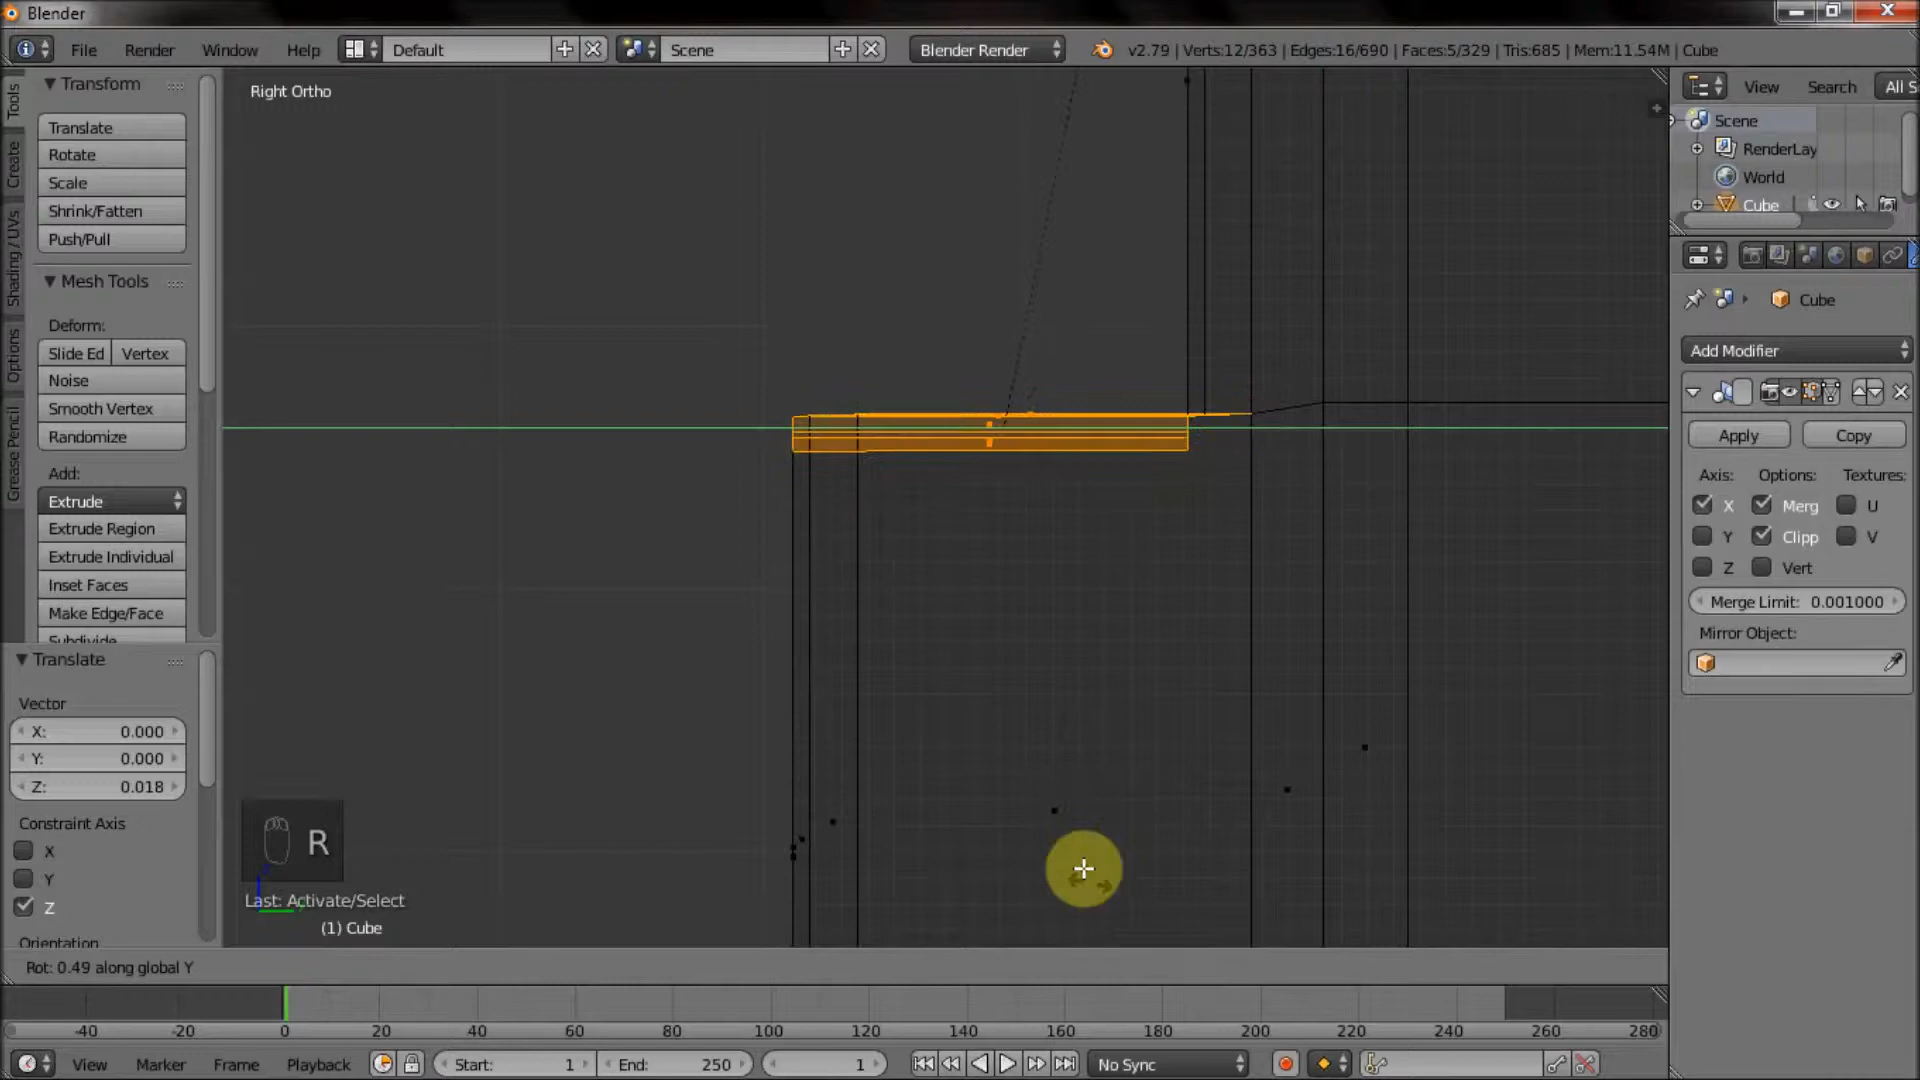 Blender
File Render Window Help Default Scene Blender Render v2.79 | Verts:12/363 | Edges:16/690 | Faces:5/329 | Tris:685 | Mem:11.54M | Cube
Tools
Create
Shading / UVs
Options
Grease Pencil
Transform
Translate
Rotate
Scale
Shrink/Fatten
Push/Pull
Mesh Tools
Deform:
Slide Ed Vertex
Noise
Smooth Vertex
Randomize
Add:
Extrude
Extrude Region
Extrude Individual
Inset Faces
Make Edge/Face
Subdivide
Translate
Vector
X: 0.000
Y: 0.000
Z: 0.018
Constraint Axis
X
Y
Z
Orientation
Right Ortho
R
Last: Activate/Select
(1) Cube
Rot: 0.49 along global Y
View Search All S
Scene
RenderLay
World
Cube
Cube
Add Modifier
Apply Copy
Axis: Options: Textures:
X Merg U
Y Clipp V
Z Vert
Merge Limit: 0.001000
Mirror Object:
-40 -20 0 20 40 60 80 100 120 140 160 180 200 220 240 260 280
View Marker Frame Playback Start: 1 End: 250 1 No Sync